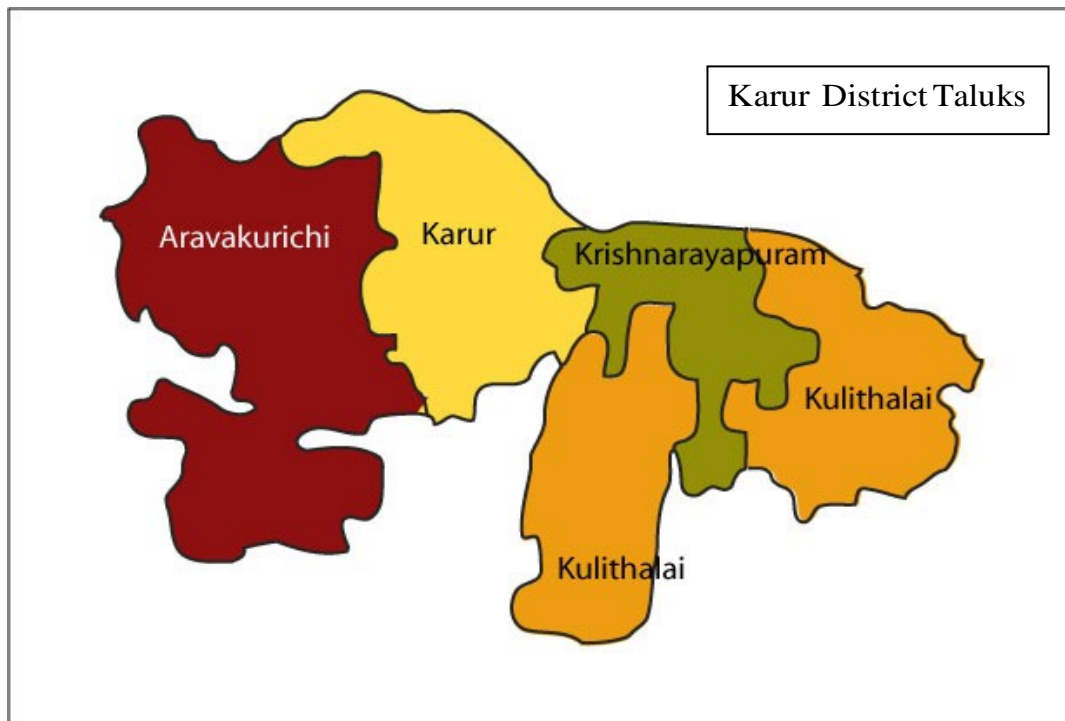 Karur District Taluks
Aravakurichi
Karur
Krishnarayapuram
Kulithalai
Kulithalai